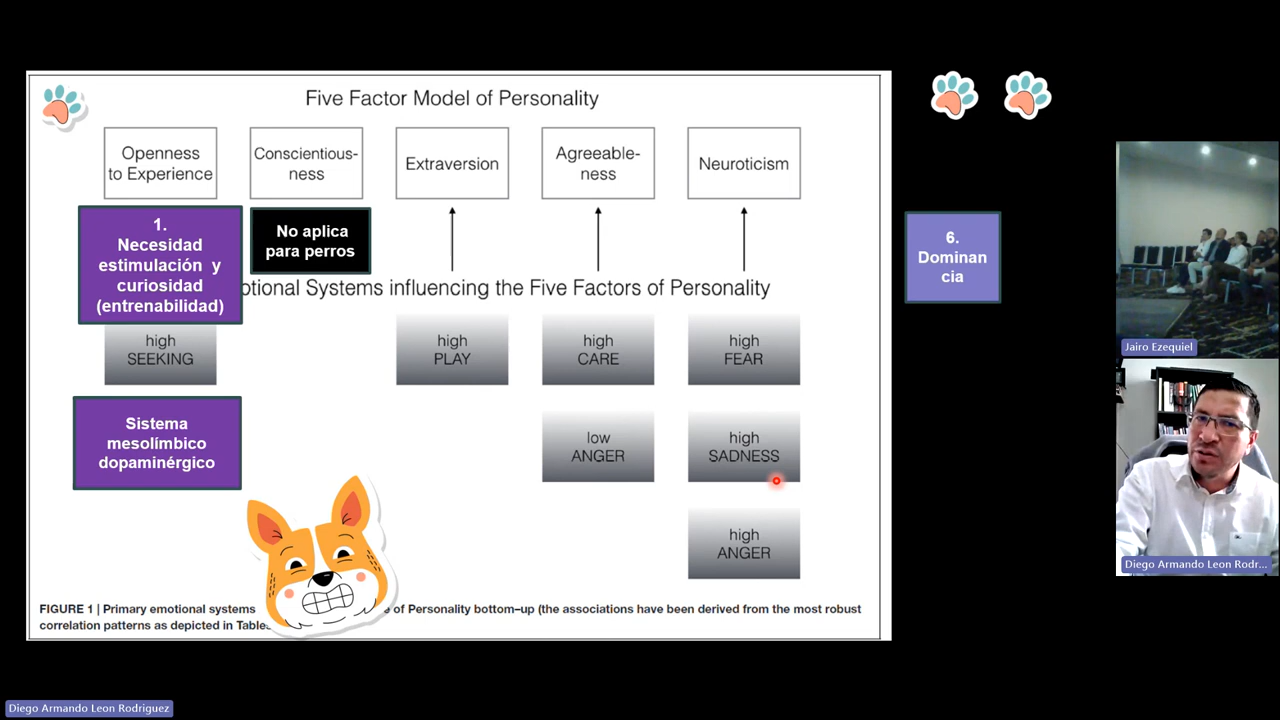 Five Factor Model of Personality
Openness
to Experience
Conscientious-
ness
Extraversion
Agreeable-
ness
Neuroticism
1.
Necesidad
estimulación y
curiosidad
(entrenabilidad)
No aplica
para perros
6.
Dominan
cia
otional Systems influencing the Five Factors of Personality
high
SEEKING
high
PLAY
high
CARE
high
FEAR
Sistema
mesolímbico
dopaminérgico
low
ANGER
high
SADNESS
high
ANGER
FIGURE 1 | Primary emotional systems e of Personality bottom–up (the associations have been derived from the most robust
correlation patterns as depicted in Table
Jairo Ezequiel
Diego Armando Leon Rodr...
Diego Armando Leon Rodriguez